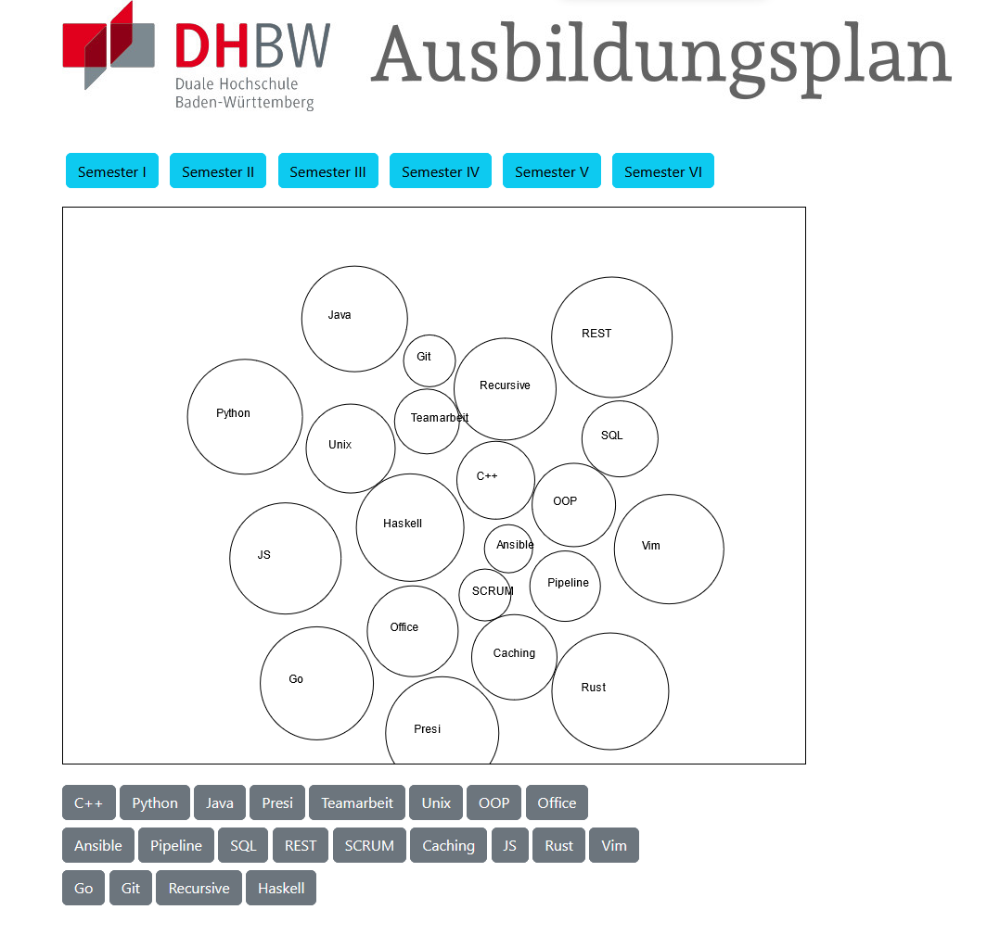 DHBW
Duale Hochschule
Baden-Württemberg
Ausbildungsplan
Semester I Semester II Semester III Semester IV Semester V Semester VI
Java
REST
Git
Recursive
Python
Teamarbeit
SQL
Unix
C++
OOP
Haskell
Ansible
Vim
JS
Pipeline
SCRUM
Office
Caching
Go
Rust
Presi
C++ Python Java Presi Teamarbeit Unix OOP Office
Ansible Pipeline SQL REST SCRUM Caching JS Rust Vim
Go Git Recursive Haskell